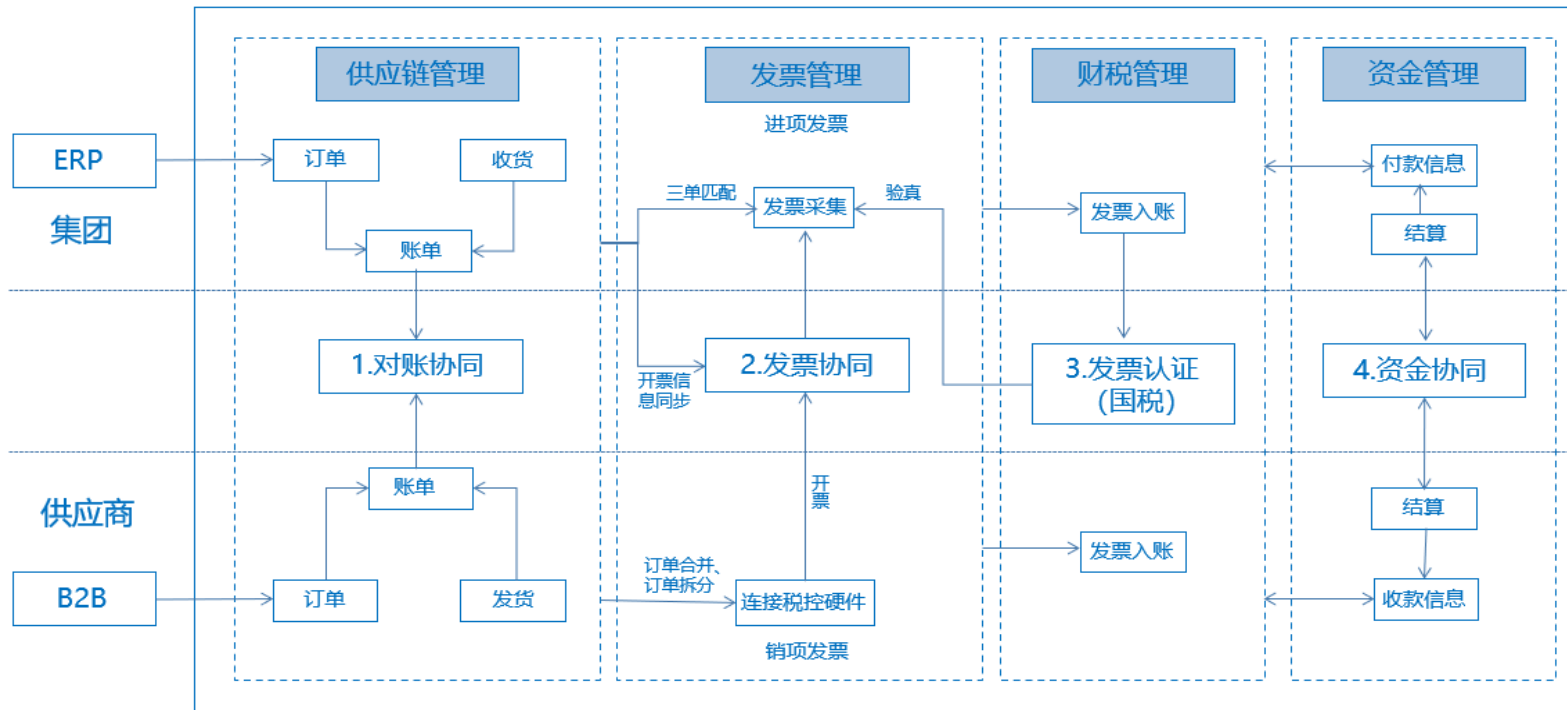 供应链管理
发票管理
财税管理
资金管理
进项发票
ERP
订单
收货
三单匹配
发票采集
验真
发票入账
付款信息
集团
账单
结算
1.对账协同
2.发票协同
3.发票认证
(国税)
4.资金协同
开票信
息同步
账单
开
票
供应商
结算
发票入账
订单合并、
订单拆分
B2B
订单
发货
连接税控硬件
收款信息
销项发票